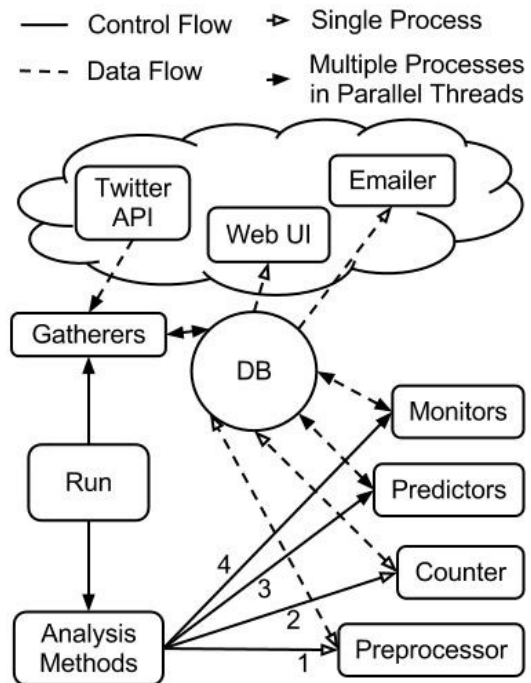 Control Flow
Single Process
Data Flow
Multiple Processes
in Parallel Threads
Twitter
API
Emailer
Web UI
Gatherers
DB
Monitors
Run
Predictors
4
3
Counter
2
Analysis
Methods
1
Preprocessor